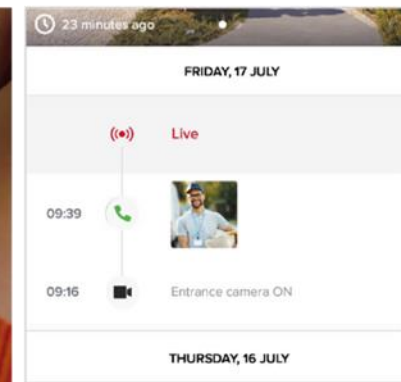 23 minutes ago
FRIDAY, 17 JULY
Live
09:39
09:16 Entrance camera ON
THURSDAY, 16 JULY